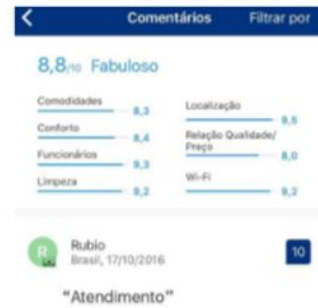 Comentários Filtrar por
8,8/10 Fabuloso
Comodidades 8,3
Localização 8,6
Conforto 8,4
Relação Qualidade/
Preço 8,0
Funcionários 9,3
Wi-Fi 9,2
Limpeza 9,2
R
Rubio
Brasil, 17/10/2016
10
"Atendimento"